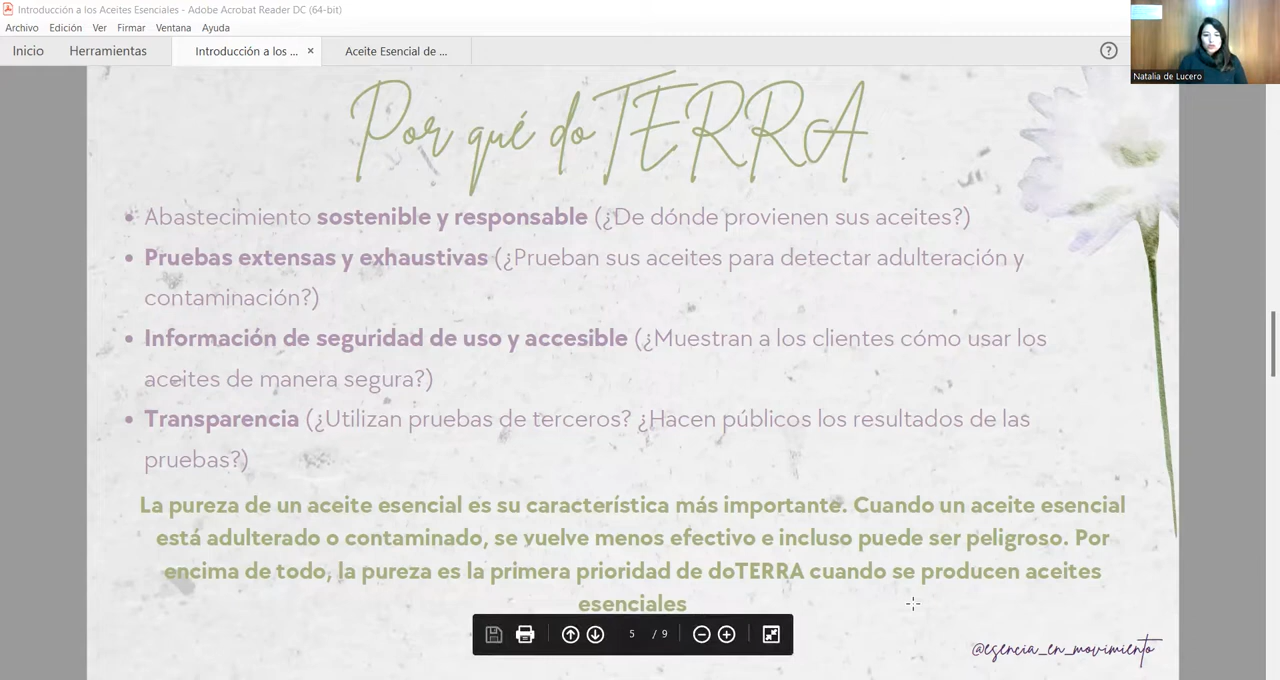 Introducción a los Aceites Esenciales - Adobe Acrobat Reader DC (64-bit)
Archivo Edición Ver Firmar Ventana Ayuda
Inicio Herramientas Introducción a los ... × Aceite Esencial de ... ?
Natalia de Lucero
Por qué doTERRA
• Abastecimiento sostenible y responsable (¿De dónde provienen sus aceites?)
• Pruebas extensas y exhaustivas (¿Prueban sus aceites para detectar adulteración y
contaminación?)
• Información de seguridad de uso y accesible (¿Muestran a los clientes cómo usar los
aceites de manera segura?)
• Transparencia (¿Utilizan pruebas de terceros? ¿Hacen públicos los resultados de las
pruebas?)
La pureza de un aceite esencial es su característica más importante. Cuando un aceite esencial
está adulterado o contaminado, se vuelve menos efectivo e incluso puede ser peligroso. Por
encima de todo, la pureza es la primera prioridad de doTERRA cuando se producen aceites
esenciales
5 / 9
@esencia_en_movimiento